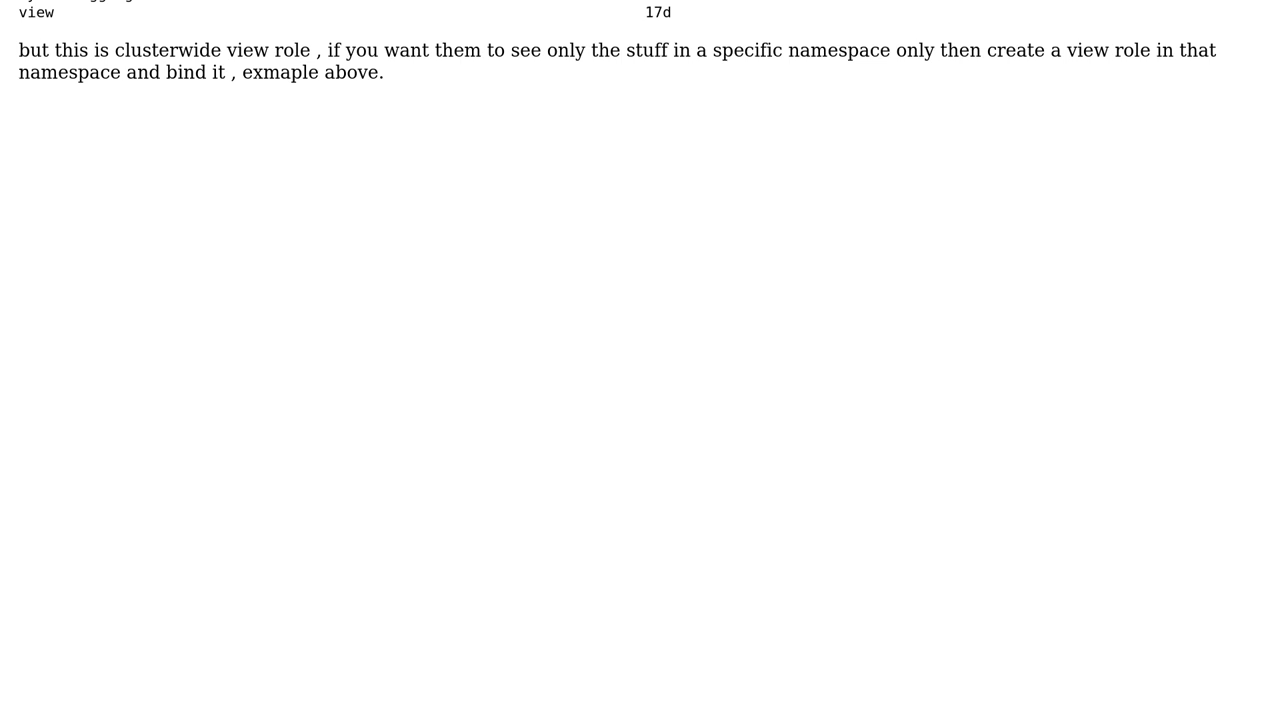 view 17d
but this is clusterwide view role , if you want them to see only the stuff in a specific namespace only then create a view role in that
namespace and bind it , exmaple above.